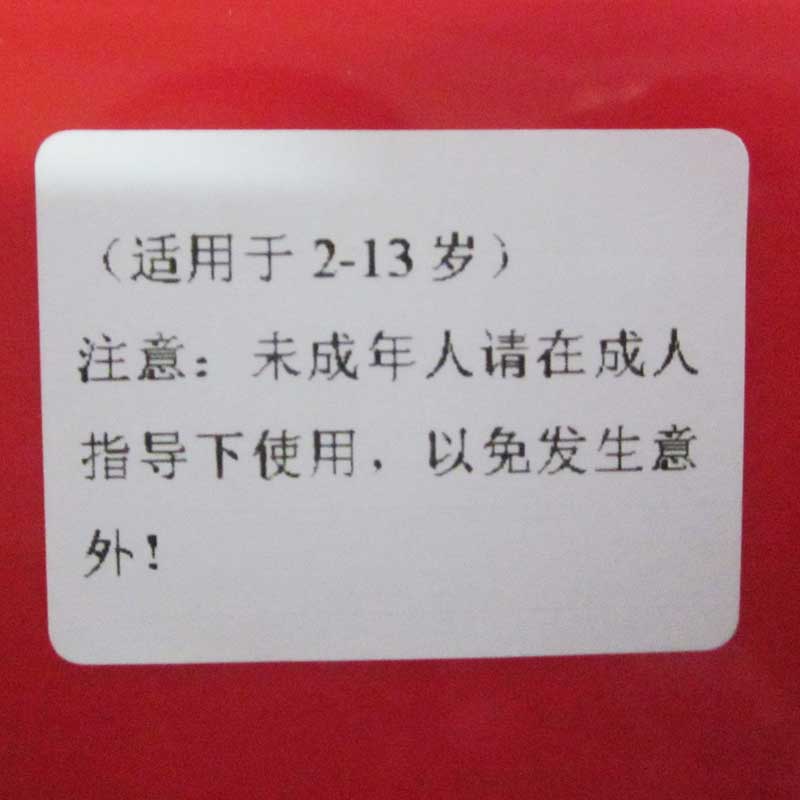 （适用于 2-13 岁）
注意：未成年人请在成人
指导下使用，以免发生意
外！